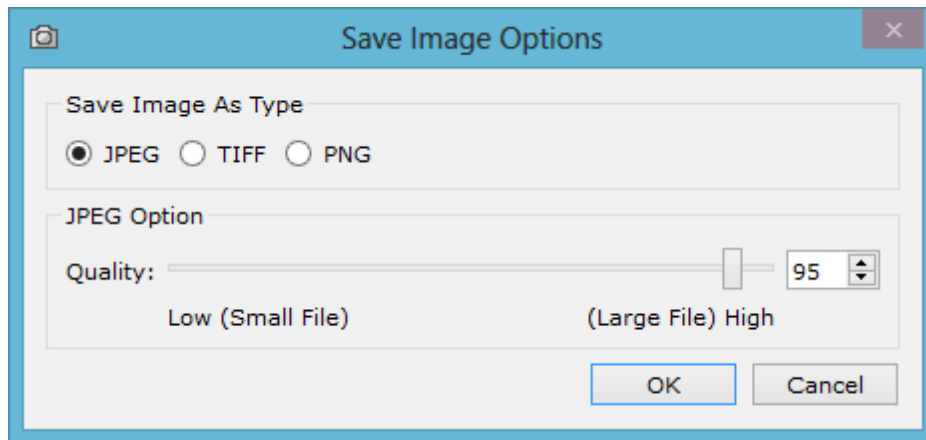 Save Image Options
Save Image As Type
JPEG TIFF PNG
JPEG Option
Quality: 95
Low (Small File) (Large File) High
OK Cancel